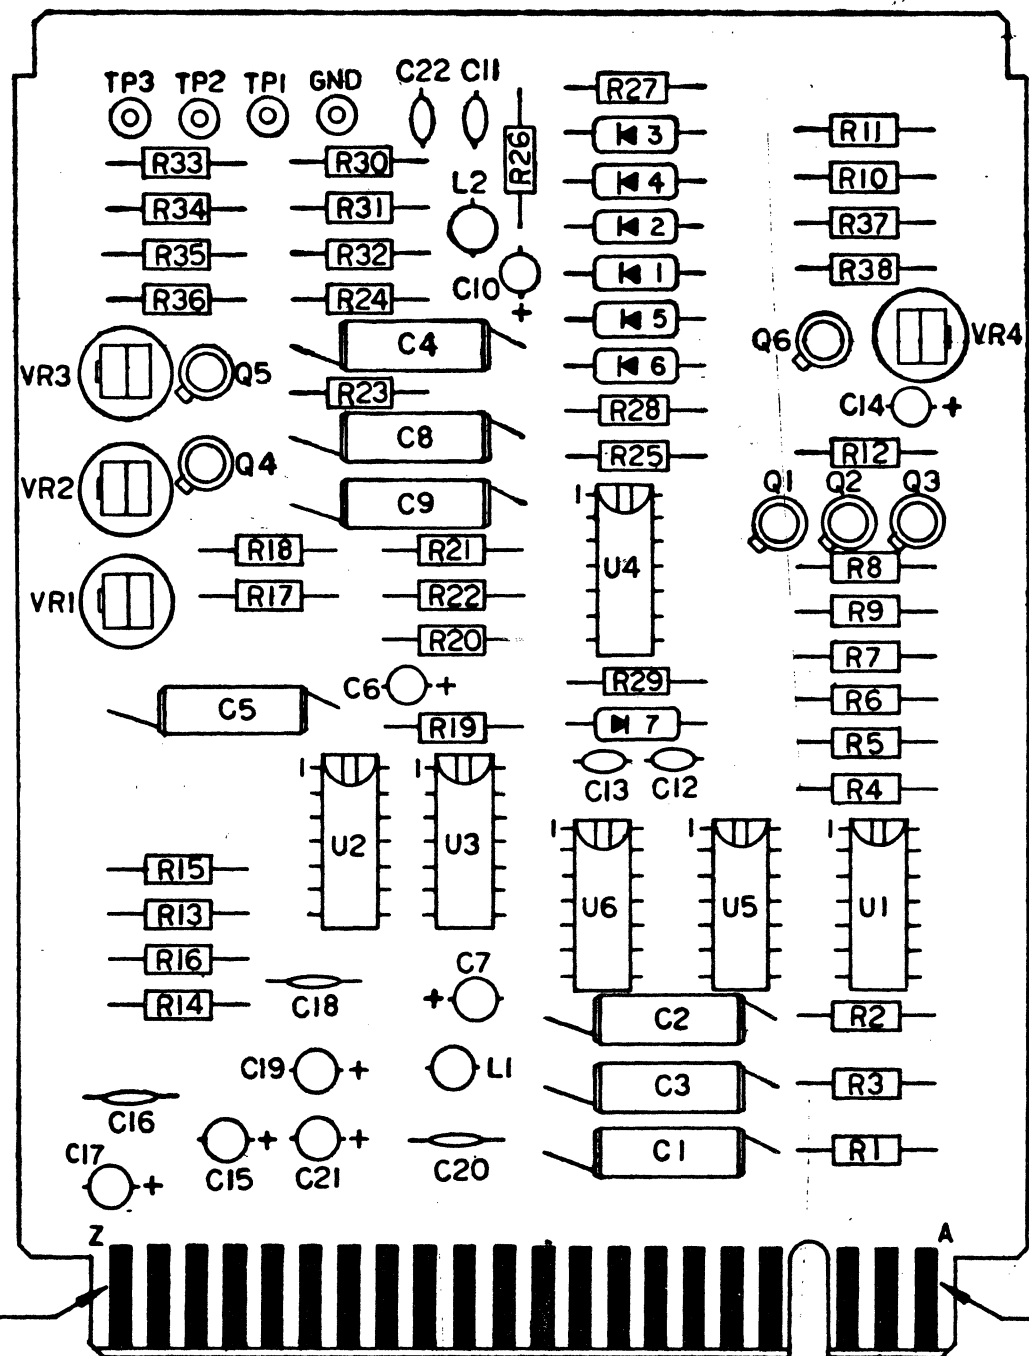 TP3 TP2 TP1 GND C22 C11
R27
R33 R30 R26 3 R11
R34 R31 L2 4 R10
R35 R32 2 R37
R36 R24 C10 + 1 R38
C4 5
VR3 Q5 R23 6 Q6 VR4
C8 R28 C14 +
VR2 Q4 R25 R12
C9 1 Q1 Q2 Q3
R18 R21 U4 R8
VR1 R17 R22 R9
R20 R7
C6 + R29 R6
C5 R19 7 R5
1 1 C13 C12 R4
U2 U3 1 1 1
R15
R13 U6 U5 U1
R16 C7
C18 +
R14 C2 R2
C19 + L1 C3 R3
C16
C17 + C15 + C21 + C20 C1 R1
Z A